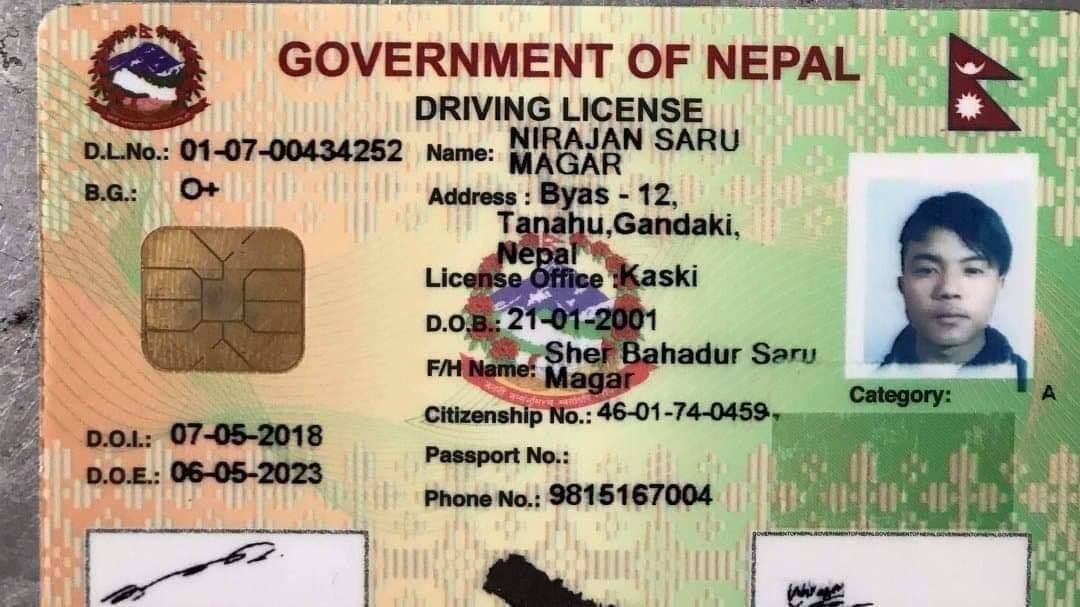 GOVERNMENT OF NEPAL
DRIVING LICENSE
D.L.No.: 01-07-00434252
B.G.: O+
Name: NIRAJAN SARU
MAGAR
Address : Byas - 12,
Tanahu,Gandaki,
Nepal
License Office :Kaski
D.O.B.: 21-01-2001
F/H Name: Sher Bahadur Saru
Magar
Citizenship No.: 46-01-74-0459
Category: A
D.O.I.: 07-05-2018
D.O.E.: 06-05-2023
Passport No.:
Phone No.: 9815167004
GOVERNMENTOFNEPAL